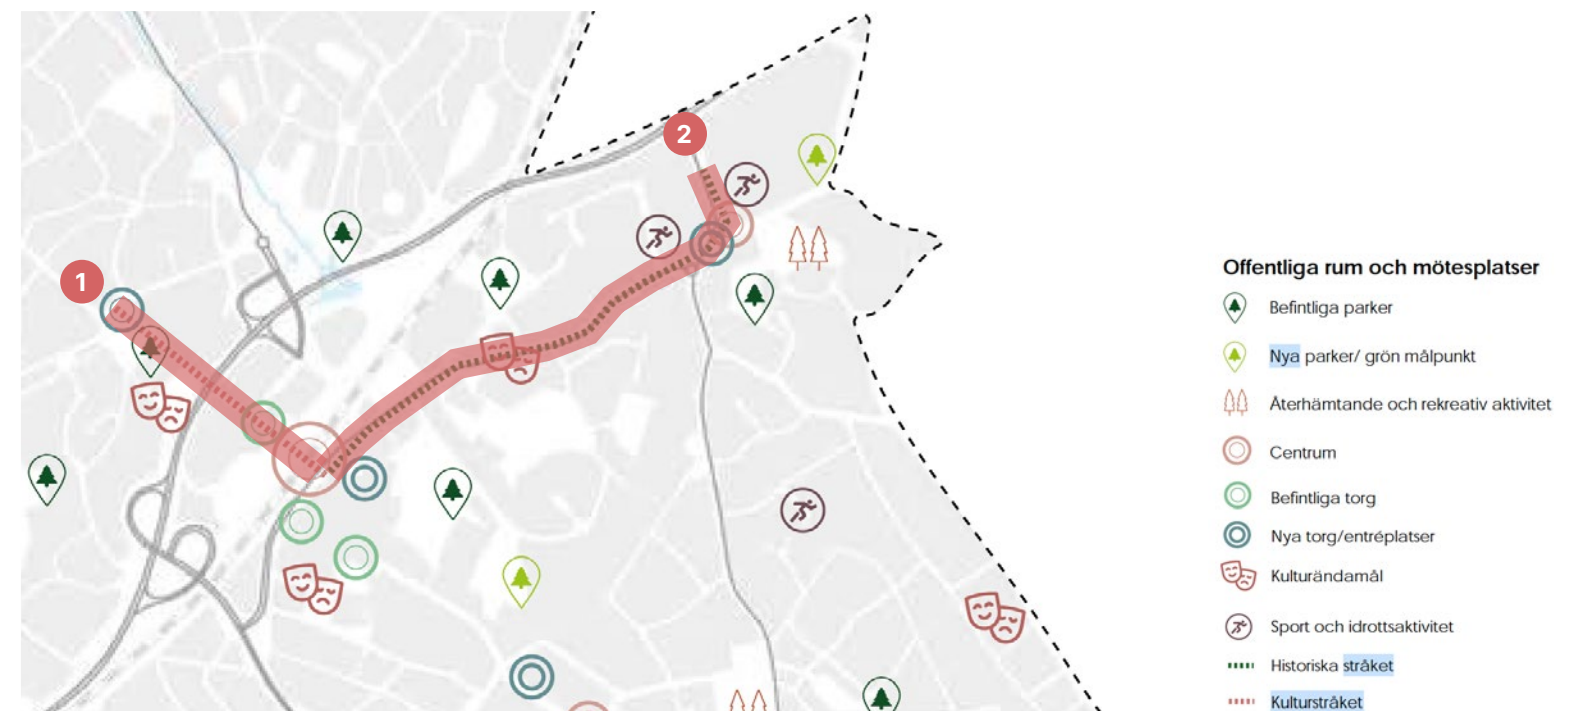 2
1
Offentliga rum och mötesplatser
Befintliga parker
Nya parker/ grön målpunkt
Återhämtande och rekreativ aktivitet
Centrum
Befintliga torg
Nya torg/entréplatser
Kulturändamål
Sport och idrottsaktivitet
Historiska stråket
Kulturstråket